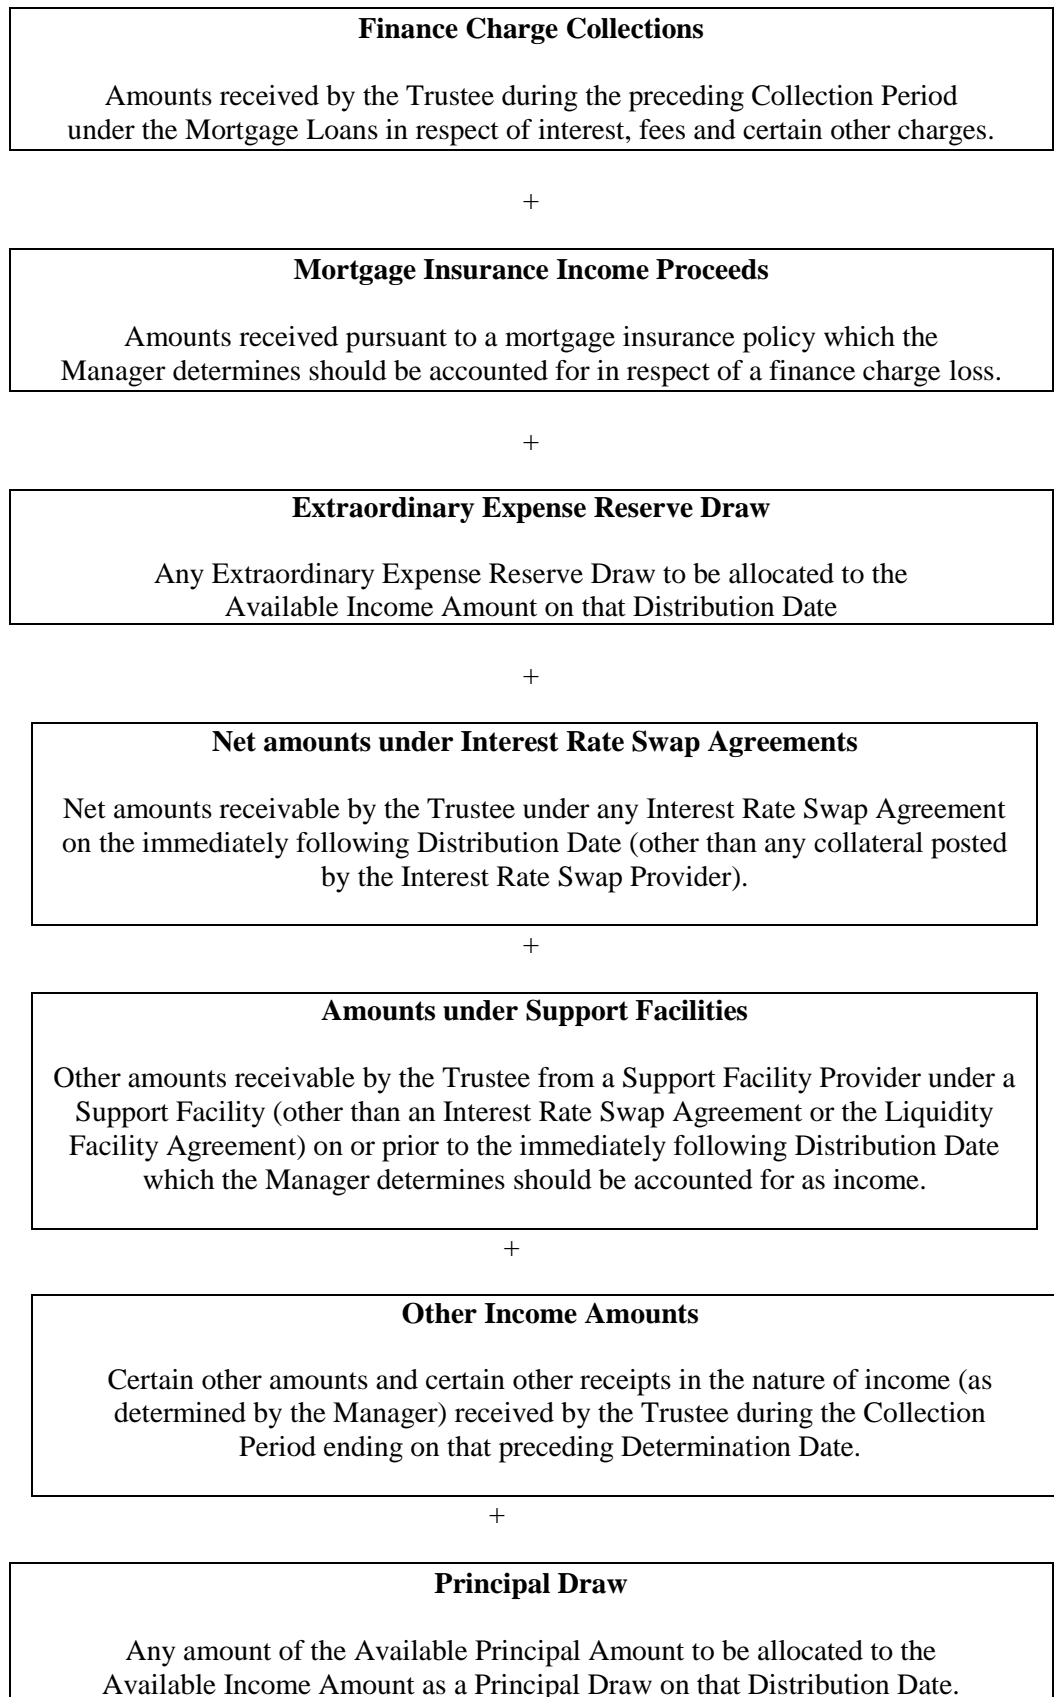 Finance Charge Collections
Amounts received by the Trustee during the preceding Collection Period
under the Mortgage Loans in respect of interest, fees and certain other charges.
+
Mortgage Insurance Income Proceeds
Amounts received pursuant to a mortgage insurance policy which the
Manager determines should be accounted for in respect of a finance charge loss.
+
Extraordinary Expense Reserve Draw
Any Extraordinary Expense Reserve Draw to be allocated to the
Available Income Amount on that Distribution Date
+
Net amounts under Interest Rate Swap Agreements
Net amounts receivable by the Trustee under any Interest Rate Swap Agreement
on the immediately following Distribution Date (other than any collateral posted
by the Interest Rate Swap Provider).
+
Amounts under Support Facilities
Other amounts receivable by the Trustee from a Support Facility Provider under a
Support Facility (other than an Interest Rate Swap Agreement or the Liquidity
Facility Agreement) on or prior to the immediately following Distribution Date
which the Manager determines should be accounted for as income.
+
Other Income Amounts
Certain other amounts and certain other receipts in the nature of income (as
determined by the Manager) received by the Trustee during the Collection
Period ending on that preceding Determination Date.
+
Principal Draw
Any amount of the Available Principal Amount to be allocated to the
Available Income Amount as a Principal Draw on that Distribution Date.